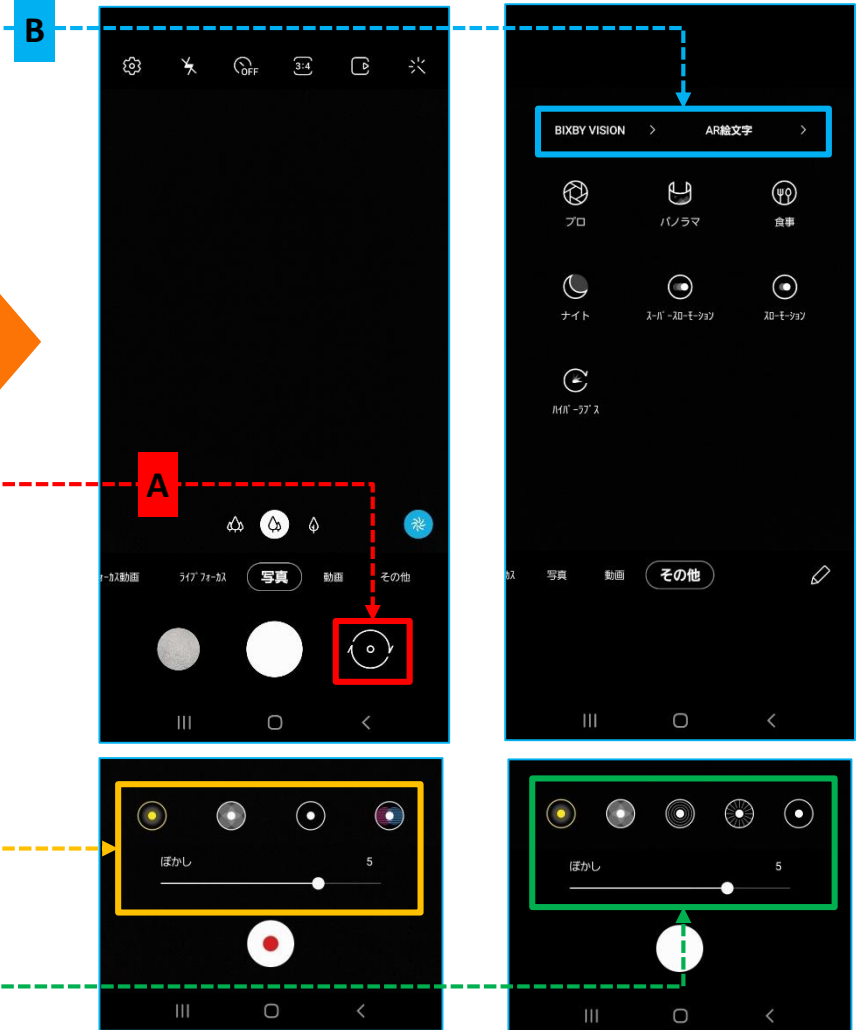 B
OFF
3:4
BIXBY VISION
AR絵文字
プロ
パノラマ
食事
ナイト
スーパースローモーション
スローモーション
ハイパーラプス
A
ォーカス動画
ライブフォーカス
写真
動画
その他
カス
写真
動画
その他
ぼかし
5
ぼかし
5